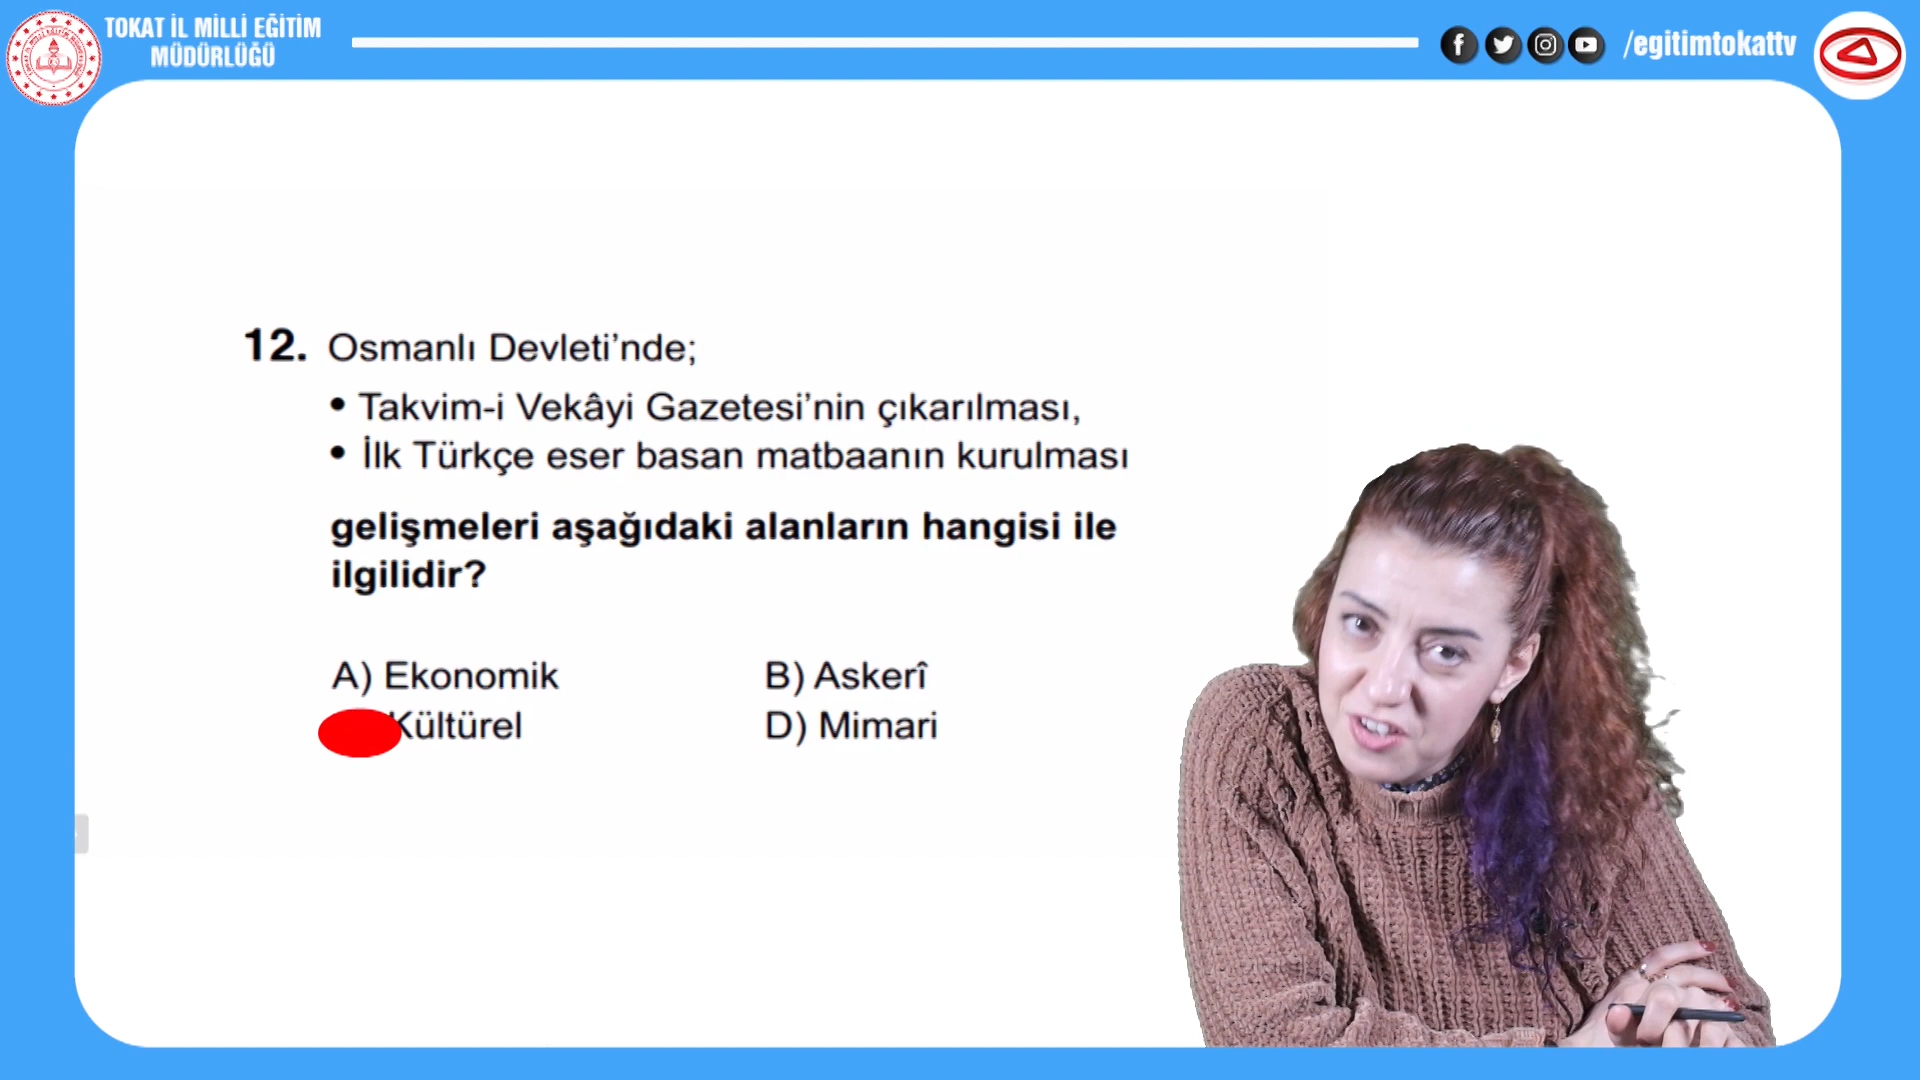 TOKAT İL MİLLİ EĞİTİM
MÜDÜRLÜĞÜ
/egitimtokattv
12. Osmanlı Devleti’nde;
• Takvim-i Vekâyi Gazetesi’nin çıkarılması,
• İlk Türkçe eser basan matbaanın kurulması
gelişmeleri aşağıdaki alanların hangisi ile
ilgilidir?
A) Ekonomik B) Askerî
Kültürel D) Mimari